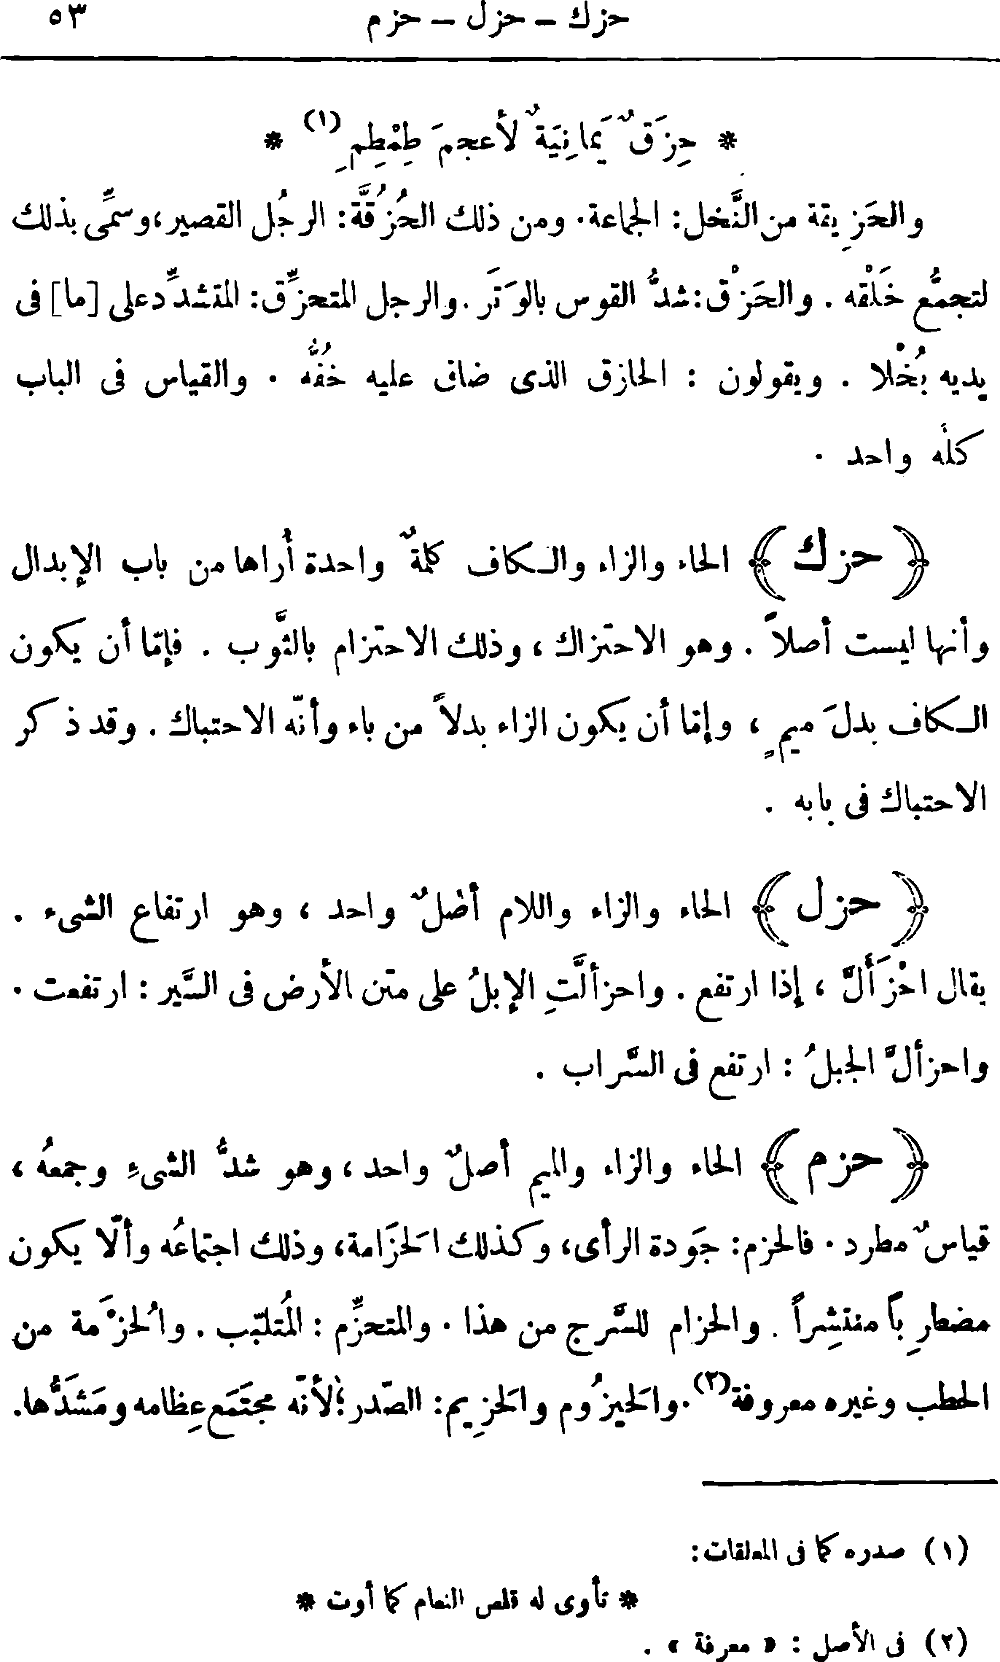 حزك – حزل – حزم ٥٣
* حِزَقٌ يَمانِيَةٌ لأعجمَ طِمْطِمِ (١) *
والحَزِيقة من النَّخل: الجماعة. ومن ذلك الحُزُقَّة: الرجُل القصير، وسمِّى بذلك
لتجمُّع خَلْقه . والحَزْق: شدُّ القوس بالوَتَر . والرجل المتحزِّق: المتشدِّد على [ما] فى
يديه بُخْلا . ويقولون : الحازق الذى ضاق عليه خُفُّه . والقياس فى الباب
كلّه واحد .
﴿ حزك ﴾ الحاء والزاء والكاف كلمةٌ واحدة أُراها من باب الإبدال
وأنها ليست أصلاً . وهو الاحتزاك ، وذلك الاحتزام بالثَّوب . فإمّا أن يكون
الكاف بدلَ ميمٍ ، وإمّا أن يكون الزاء بدلاً من باء وأنّه الاحتباك . وقد ذكر
الاحتباك فى بابه .
﴿ حزل ﴾ الحاء والزاء واللام أصْلٌ واحد ، وهو ارتفاع الشىء .
يقال احْزَأَلَّ ، إذا ارتفع . واحزألَّتِ الإبلُ على متن الأرض فى السَّير : ارتفعت .
واحزألَّ الجبلُ : ارتفع فى السَّراب .
﴿ حزم ﴾ الحاء والزاء والميم أصلٌ واحد ، وهو شدُّ الشىءِ وجمعُه ،
قياسٌ مطرد . فالحزم: جَودة الرأى، وكذلك الحَزَامة، وذلك اجتماعُه وألّا يكون
مضطرِباً منتشِراً . والحزام للسَّرج من هذا . والمتحزِّم : المُتلبِّب . والحُزْمة من
الحطب وغيره معروفة(٢). والحَيزُوم والحَزِيم: الصّدر؛ لأنّه مجتَمَع عِظامه ومَشَدُّها.
(١) صدره كما فى المعلقات:
* تأوى له قلص النعام كما أوت *
(٢) فى الأصل : « معرفة » .